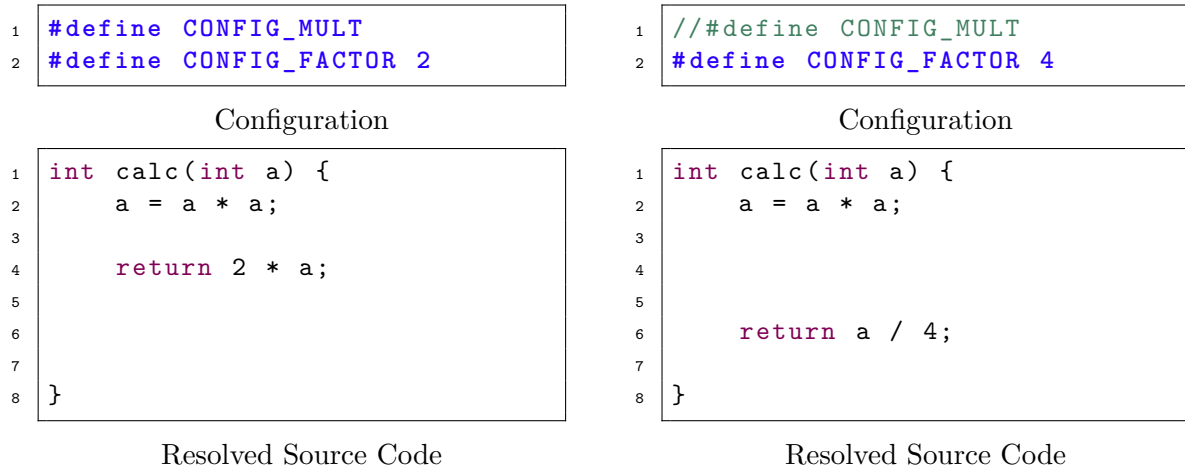 1 #define CONFIG_MULT
2 #define CONFIG_FACTOR 2
Configuration
1 int calc(int a) {
2     a = a * a;
3
4     return 2 * a;
5
6
7
8 }
Resolved Source Code
1 //#define CONFIG_MULT
2 #define CONFIG_FACTOR 4
Configuration
1 int calc(int a) {
2     a = a * a;
3
4
5
6     return a / 4;
7
8 }
Resolved Source Code